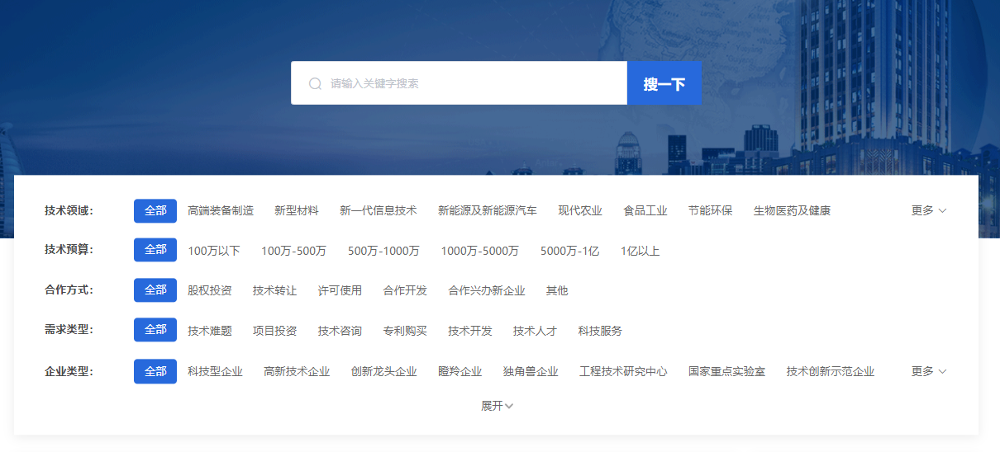 请输入关键字搜索 搜一下
技术领域： 全部 高端装备制造 新型材料 新一代信息技术 新能源及新能源汽车 现代农业 食品工业 节能环保 生物医药及健康 更多
技术预算： 全部 100万以下 100万-500万 500万-1000万 1000万-5000万 5000万-1亿 1亿以上
合作方式： 全部 股权投资 技术转让 许可使用 合作开发 合作兴办新企业 其他
需求类型： 全部 技术难题 项目投资 技术咨询 专利购买 技术开发 技术人才 科技服务
企业类型： 全部 科技型企业 高新技术企业 创新龙头企业 瞪羚企业 独角兽企业 工程技术研究中心 国家重点实验室 技术创新示范企业 更多
展开